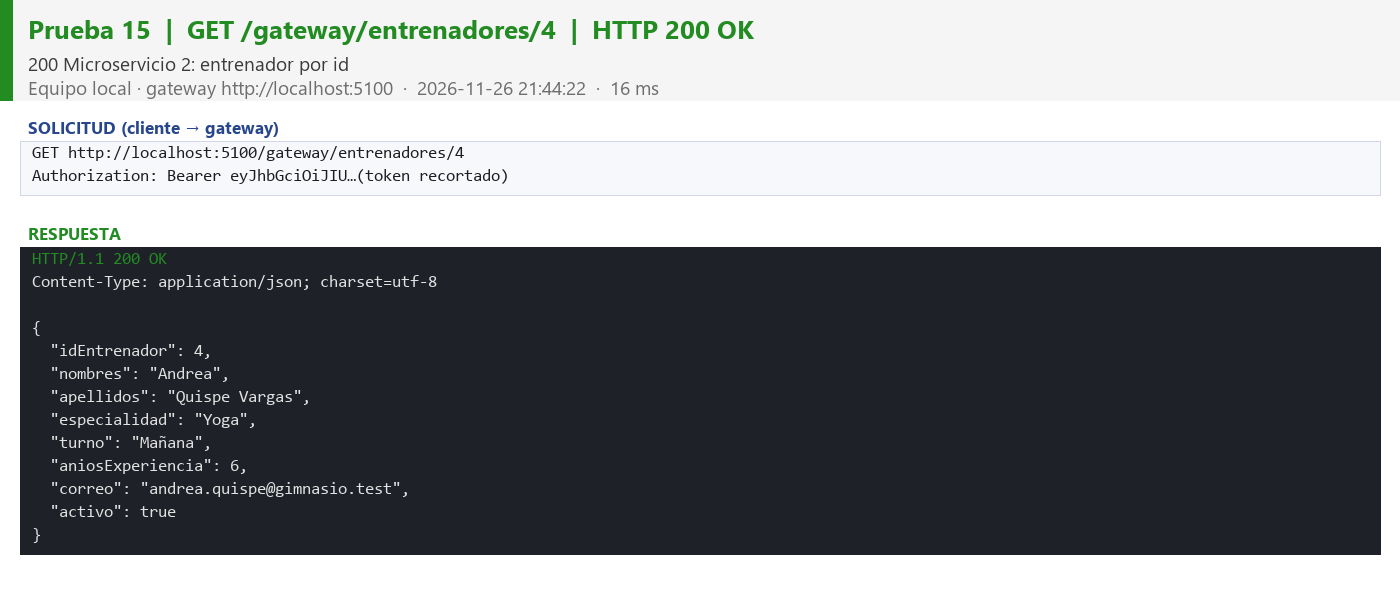 Prueba 15 | GET /gateway/entrenadores/4 | HTTP 200 OK
200 Microservicio 2: entrenador por id
Equipo local · gateway http://localhost:5100 · 2026-11-26 21:44:22 · 16 ms
SOLICITUD (cliente → gateway)
GET http://localhost:5100/gateway/entrenadores/4
Authorization: Bearer eyJhbGciOiJIU…(token recortado)
RESPUESTA
HTTP/1.1 200 OK
Content-Type: application/json; charset=utf-8
{
  "idEntrenador": 4,
  "nombres": "Andrea",
  "apellidos": "Quispe Vargas",
  "especialidad": "Yoga",
  "turno": "Mañana",
  "aniosExperiencia": 6,
  "correo": "andrea.quispe@gimnasio.test",
  "activo": true
}